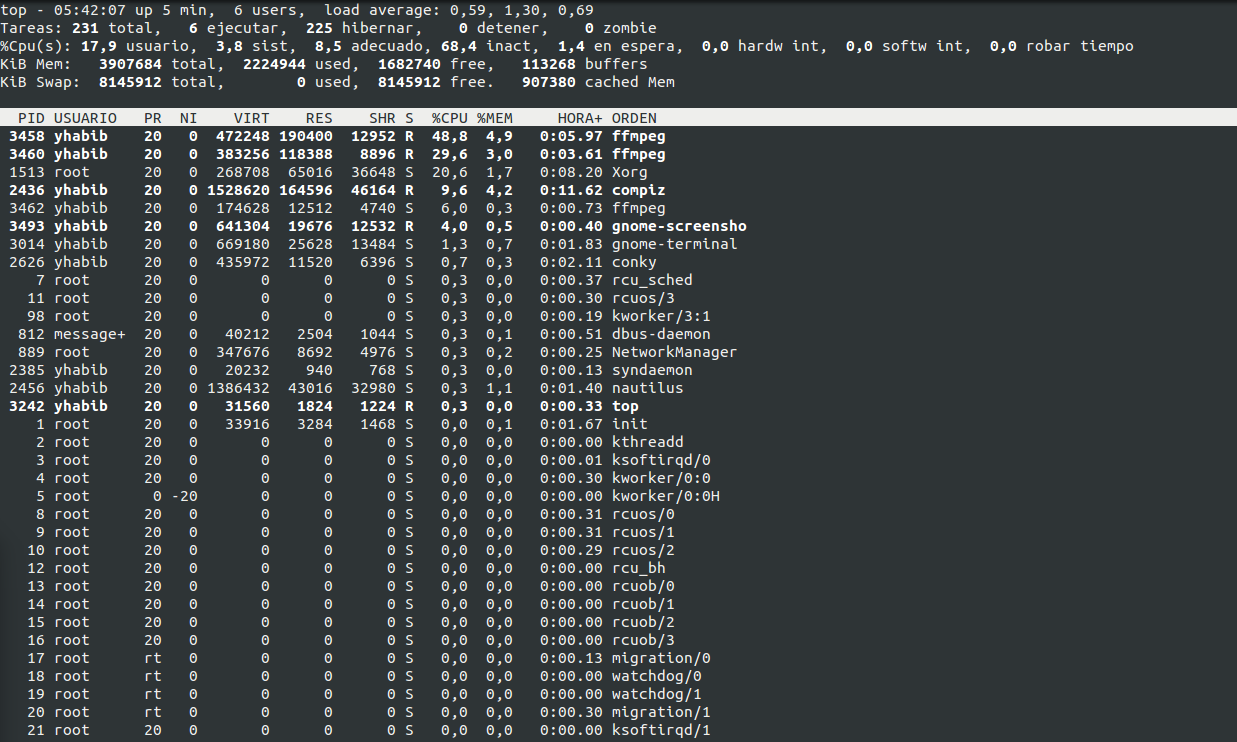 top - 05:42:07 up 5 min,  6 users,  load average: 0,59, 1,30, 0,69
Tareas: 231 total,   6 ejecutar,  225 hibernar,    0 detener,    0 zombie
%Cpu(s): 17,9 usuario,  3,8 sist,  8,5 adecuado, 68,4 inact,  1,4 en espera,  0,0 hardw int,  0,0 softw int,  0,0 robar tiempo
KiB Mem:   3907684 total,  2224944 used,  1682740 free,   113268 buffers
KiB Swap:  8145912 total,        0 used,  8145912 free.   907380 cached Mem
  PID USUARIO   PR  NI    VIRT    RES    SHR S  %CPU %MEM     HORA+ ORDEN
 3458 yhabib    20   0  472248 190400  12952 R  48,8  4,9   0:05.97 ffmpeg
 3460 yhabib    20   0  383256 118388   8896 R  29,6  3,0   0:03.61 ffmpeg
 1513 root      20   0  268708  65016  36648 S  20,6  1,7   0:08.20 Xorg
 2436 yhabib    20   0 1528620 164596  46164 R   9,6  4,2   0:11.62 compiz
 3462 yhabib    20   0  174628  12512   4740 S   6,0  0,3   0:00.73 ffmpeg
 3493 yhabib    20   0  641304  19676  12532 R   4,0  0,5   0:00.40 gnome-screensho
 3014 yhabib    20   0  669180  25628  13484 S   1,3  0,7   0:01.83 gnome-terminal
 2626 yhabib    20   0  435972  11520   6396 S   0,7  0,3   0:02.11 conky
    7 root      20   0       0      0      0 S   0,3  0,0   0:00.37 rcu_sched
   11 root      20   0       0      0      0 S   0,3  0,0   0:00.30 rcuos/3
   98 root      20   0       0      0      0 S   0,3  0,0   0:00.19 kworker/3:1
  812 message+  20   0   40212   2504   1044 S   0,3  0,1   0:00.51 dbus-daemon
  889 root      20   0  347676   8692   4976 S   0,3  0,2   0:00.25 NetworkManager
 2385 yhabib    20   0   20232    940    768 S   0,3  0,0   0:00.13 syndaemon
 2456 yhabib    20   0 1386432  43016  32980 S   0,3  1,1   0:01.40 nautilus
 3242 yhabib    20   0   31560   1824   1224 R   0,3  0,0   0:00.33 top
    1 root      20   0   33916   3284   1468 S   0,0  0,1   0:01.67 init
    2 root      20   0       0      0      0 S   0,0  0,0   0:00.00 kthreadd
    3 root      20   0       0      0      0 S   0,0  0,0   0:00.01 ksoftirqd/0
    4 root      20   0       0      0      0 S   0,0  0,0   0:00.30 kworker/0:0
    5 root       0 -20       0      0      0 S   0,0  0,0   0:00.00 kworker/0:0H
    8 root      20   0       0      0      0 S   0,0  0,0   0:00.31 rcuos/0
    9 root      20   0       0      0      0 S   0,0  0,0   0:00.31 rcuos/1
   10 root      20   0       0      0      0 S   0,0  0,0   0:00.29 rcuos/2
   12 root      20   0       0      0      0 S   0,0  0,0   0:00.00 rcu_bh
   13 root      20   0       0      0      0 S   0,0  0,0   0:00.00 rcuob/0
   14 root      20   0       0      0      0 S   0,0  0,0   0:00.00 rcuob/1
   15 root      20   0       0      0      0 S   0,0  0,0   0:00.00 rcuob/2
   16 root      20   0       0      0      0 S   0,0  0,0   0:00.00 rcuob/3
   17 root      rt   0       0      0      0 S   0,0  0,0   0:00.13 migration/0
   18 root      rt   0       0      0      0 S   0,0  0,0   0:00.00 watchdog/0
   19 root      rt   0       0      0      0 S   0,0  0,0   0:00.00 watchdog/1
   20 root      rt   0       0      0      0 S   0,0  0,0   0:00.30 migration/1
   21 root      20   0       0      0      0 S   0,0  0,0   0:00.00 ksoftirqd/1